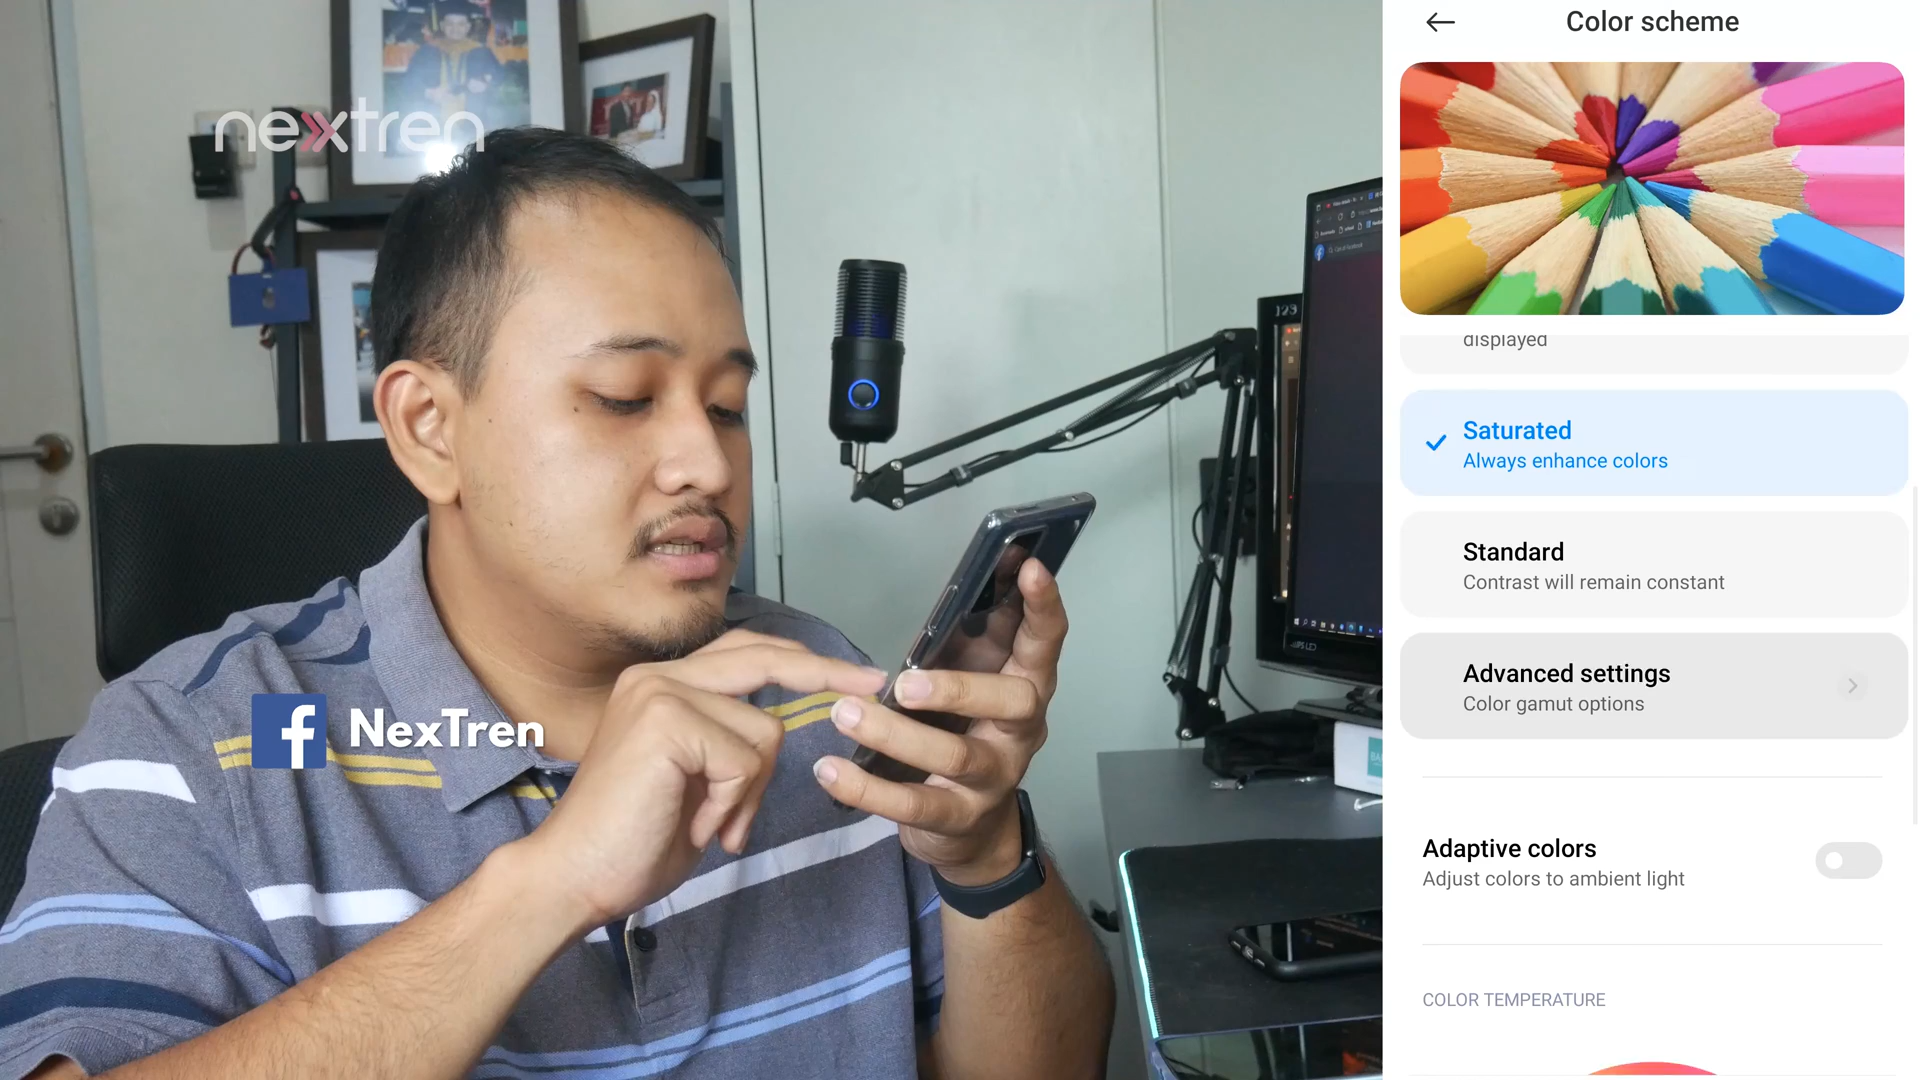 nextren
NexTren
Color scheme
displayed
Saturated
Always enhance colors
Standard
Contrast will remain constant
Advanced settings
Color gamut options
Adaptive colors
Adjust colors to ambient light
COLOR TEMPERATURE